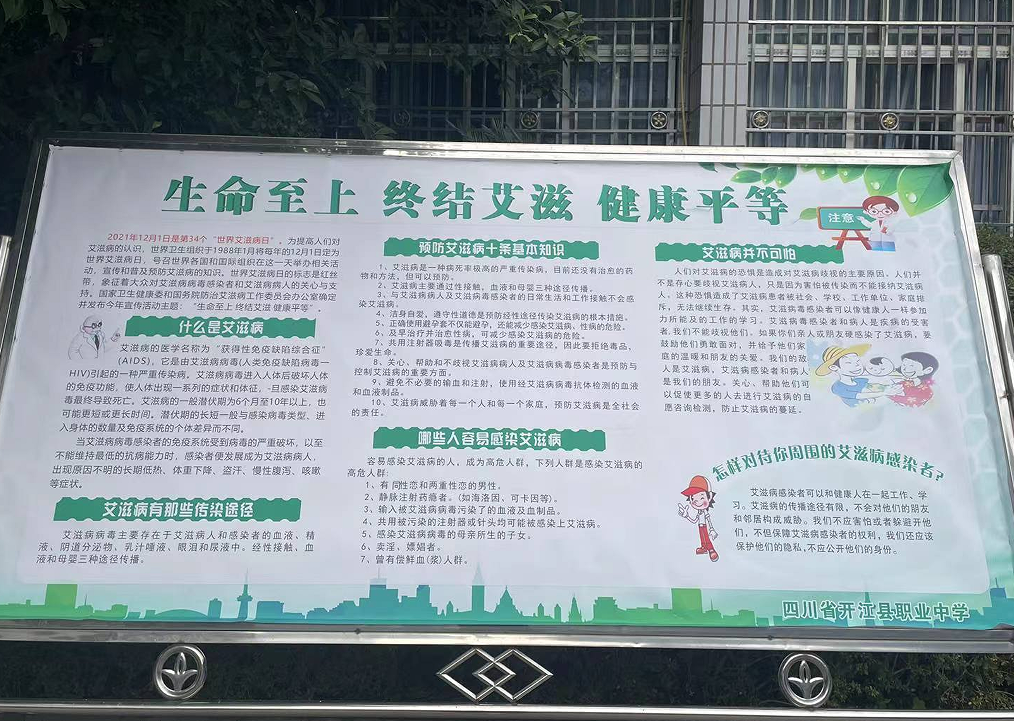 生命至上 终结艾滋 健康平等
注意
2021年12月1日是第34个“世界艾滋病日”。为提高人们对
艾滋病的认识，世界卫生组织于1988年1月将每年的12月1日定为
世界艾滋病日，号召世界各国和国际组织在这一天举办相关活
动，宣传和普及预防艾滋病的知识。世界艾滋病日的标志是红丝
带，象征着大众对艾滋病病毒感染者和艾滋病病人的关心与支
持。国家卫生健康委和国务院防治艾滋病工作委员会办公室确定
并发布今年宣传活动主题：“生命至上 终结艾滋 健康平等”。
什么是艾滋病
艾滋病的医学名称为“获得性免疫缺陷综合征”
（AIDS），它是由艾滋病病毒(人类免疫缺陷病毒一
HIV)引起的一种严重传染病。艾滋病病毒进入人体后破坏人体
的免疫功能，使人体出现一系列的症状和体征，-旦感染艾滋病
毒最终导致死亡。艾滋病的一般潜伏期为6个月至10年以上，也
可能更短或更长时间。潜伏期的长短一般与感染病毒类型、进
入身体的数量及免疫系统的个体差异而不同。
当艾滋病病毒感染者的免疫系统受到病毒的严重破坏，以至
不能维持最低的抗病能力时，感染者便发展成为艾滋病病人，
出现原因不明的长期低热、体重下降、盗汗、慢性腹泻、咳嗽
等症状。
艾滋病有那些传染途径
艾滋病病毒主要存在于艾滋病人和感染者的血液、精
液、阴道分泌物、乳汁唾液、眼泪和尿液中。经性接触、血
液和母婴三种途径传播。
预防艾滋病十条基本知识
1、艾滋病是一种病死率极高的严重传染病，目前还没有治愈的药
物和方法，但可以预防。
2、艾滋病主要通过性接触，血液和母婴三种途径传播。
3、与艾滋病病人及艾滋病毒感染者的日常生活和工作接触不会感
染艾滋病。
4、洁身自爱，遵守性道德是预防经性途径传染艾滋病的根本措施。
5、正确使用避孕套不仅能避孕，还能减少感染艾滋病、性病的危险。
6、及早治疗并治愈性病，可减少感染艾滋病的危险。
7、共用注射器吸毒是传播艾滋病的重要途径，因此要拒绝毒品，
珍爱生命。
8、关心、帮助和不歧视艾滋病病人及艾滋病病毒感染者是预防与
控制艾滋病的重要方面。
9、避免不必要的输血和注射，使用经艾滋病病毒抗体检测的血液
和血液制品。
10、艾滋病威胁着每一个人和每一个家庭，预防艾滋病是全社会
的责任。
哪些人容易感染艾滋病
容易感染艾滋病的人，成为高危人群，下列人群是感染艾滋病的
高危人群：
1、有同性恋和两重性恋的男性。
2、静脉注射药瘾者。（如海洛因、可卡因等）。
3、输入被艾滋病病毒污染了的血液及血制品。
4、共用被污染的注射器或针头均可能被感染上艾滋病。
5、感染艾滋病病毒的母亲所生的子女。
6、卖淫、嫖娼者。
7、曾有偿鲜血(浆)人群。
艾滋病并不可怕
人们对艾滋病的恐惧是造成对艾滋病歧视的主要原因。人们并
不是存心要歧视艾滋病人，只是因为害怕被传染而不能接纳艾滋病
人。这种恐惧造成了艾滋病患者被社会、学校、工作单位、家庭排
斥，无法继续生存。其实，艾滋病毒感染者可以像健康人一样参加
力所能及的工作的学习。艾滋病毒感染者和病人是疾病的受害
者，我们不能歧视他们。如果你们亲人或朋友硬感染了艾滋病，要
鼓励他们勇敢面对，并给予他们家
庭的温暖和朋友的关爱。我们的敌
人是艾滋病，艾滋病感染者和病人
是我们的朋友。关心、帮助他们可
以促使更多的人去进行艾滋病的自
愿咨询检测，防止艾滋病的蔓延。
怎样对待你周围的艾滋病感染者？
艾滋病感染者可以和健康人在一起工作、学
习。艾滋病的传播途径有限，不会对他们的朋友
和邻居构成威胁。我们不应害怕或者躲避开他
们，不但保障艾滋病感染者的权利，我们还应该
保护他们的隐私,不应公开他们的身份。
四川省开江县职业中学